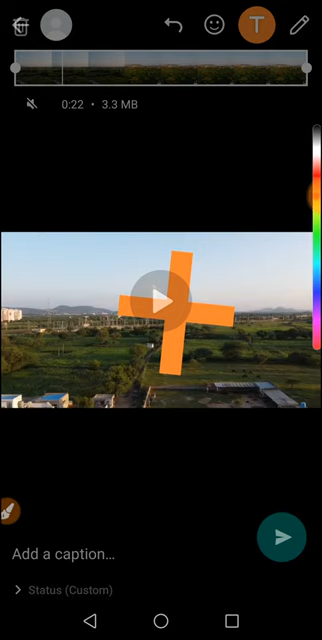 T
0:22 • 3.3 MB
Add a caption...
Status (Custom)